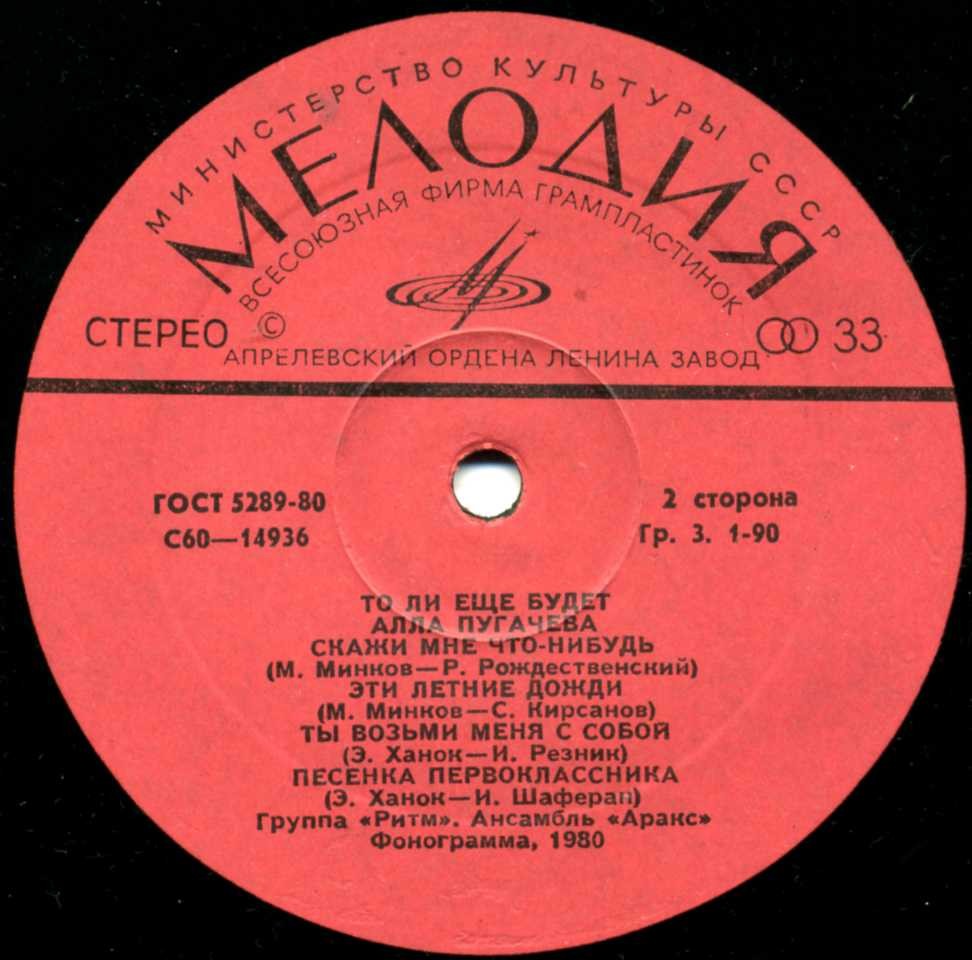 МИНИСТЕРСТВО КУЛЬТУРЫ СССР
МЕЛОДИЯ
ВСЕСОЮЗНАЯ ФИРМА ГРАМПЛАСТИНОК
СТЕРЕО © 33
АПРЕЛЕВСКИЙ ОРДЕНА ЛЕНИНА ЗАВОД
ГОСТ 5289-80 2 сторона
С60—14936 Гр. 3. 1-90
ТО ЛИ ЕЩЕ БУДЕТ
АЛЛА ПУГАЧЕВА
СКАЖИ МНЕ ЧТО-НИБУДЬ
(М. Минков—Р. Рождественский)
ЭТИ ЛЕТНИЕ ДОЖДИ
(М. Минков—С. Кирсанов)
ТЫ ВОЗЬМИ МЕНЯ С СОБОЙ
(Э. Ханок—И. Резник)
ПЕСЕНКА ПЕРВОКЛАССНИКА
(Э. Ханок—И. Шаферан)
Группа «Ритм». Ансамбль «Аракс»
Фонограмма, 1980